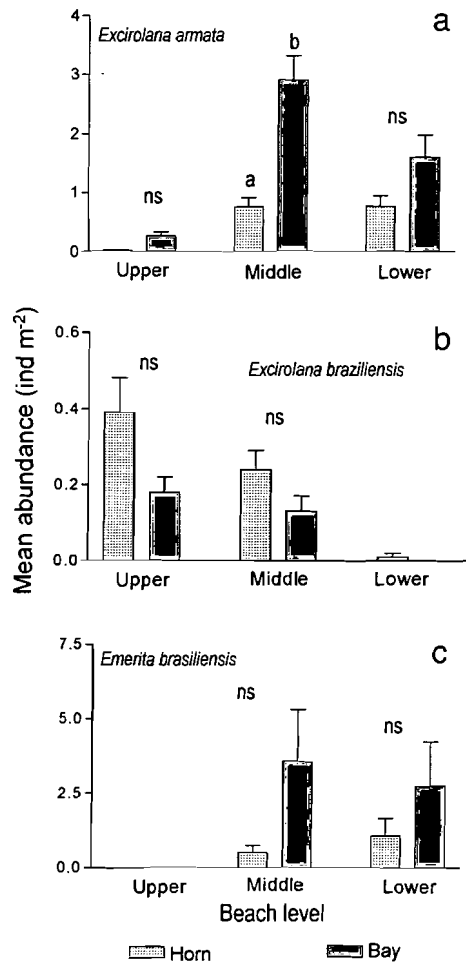 Excirolana armata
a
4
3
2
1
0
ns
a
b
ns
Upper Middle Lower
Mean abundance (ind m-2)
b
0.6
0.4
0.2
0.0
ns
Excirolana braziliensis
ns
Upper Middle Lower
c
7.5
5.0
2.5
0.0
Emerita brasiliensis
ns
ns
Upper Middle Lower
Beach level
Horn Bay